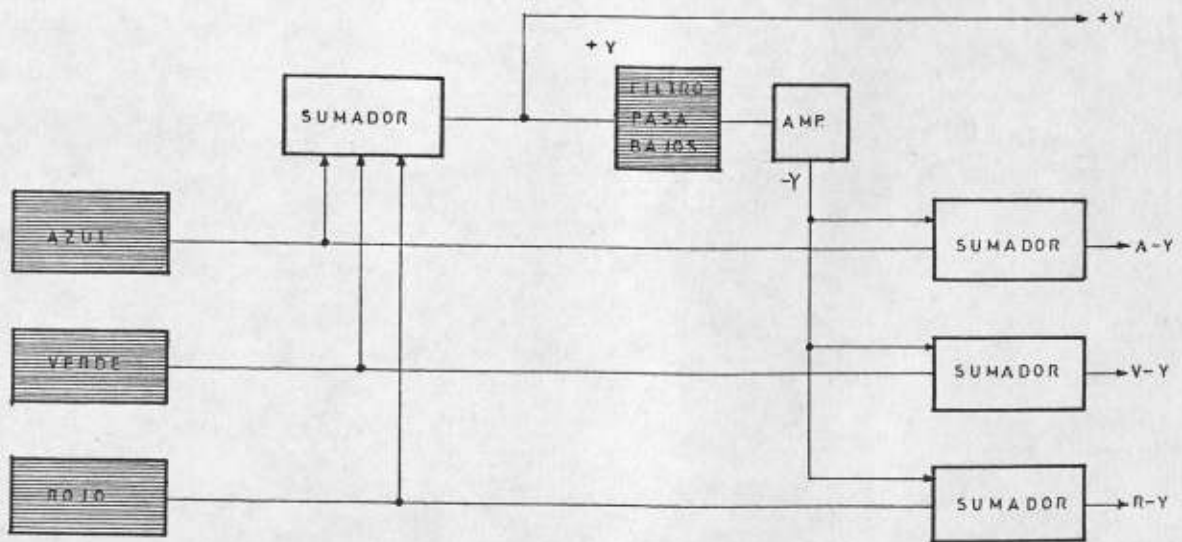 +Y
+Y
SUMADOR
FILTRO
PASA
BAJOS
AMP.
-Y
AZUL
SUMADOR
A-Y
VERDE
SUMADOR
V-Y
ROJO
SUMADOR
R-Y